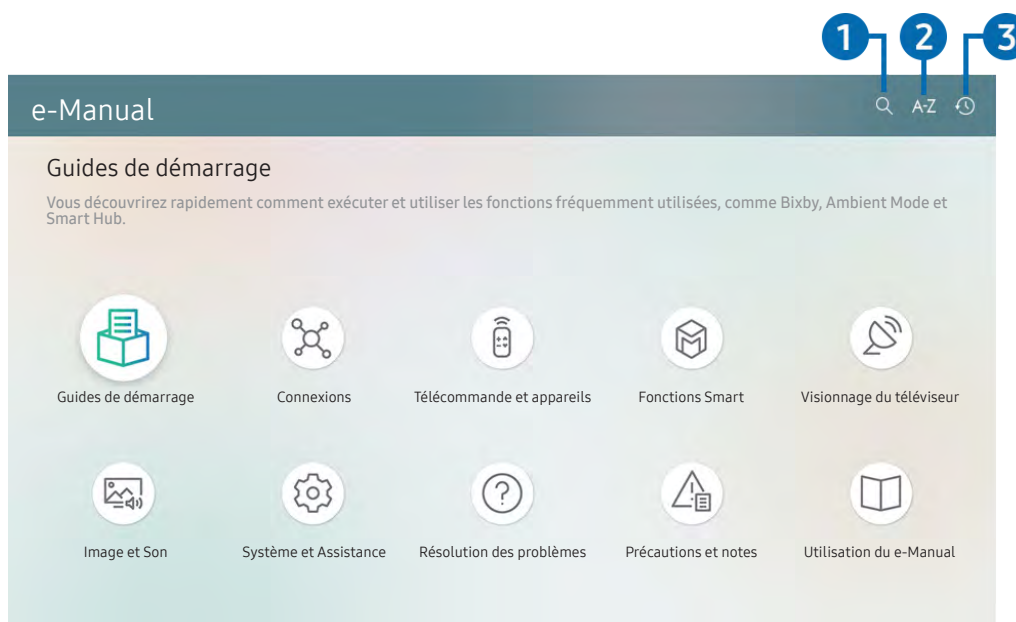 1 2 3
e-Manual A-Z
Guides de démarrage
Vous découvrirez rapidement comment exécuter et utiliser les fonctions fréquemment utilisées, comme Bixby, Ambient Mode et
Smart Hub.
Guides de démarrage Connexions Télécommande et appareils Fonctions Smart Visionnage du téléviseur
Image et Son Système et Assistance Résolution des problèmes Précautions et notes Utilisation du e-Manual